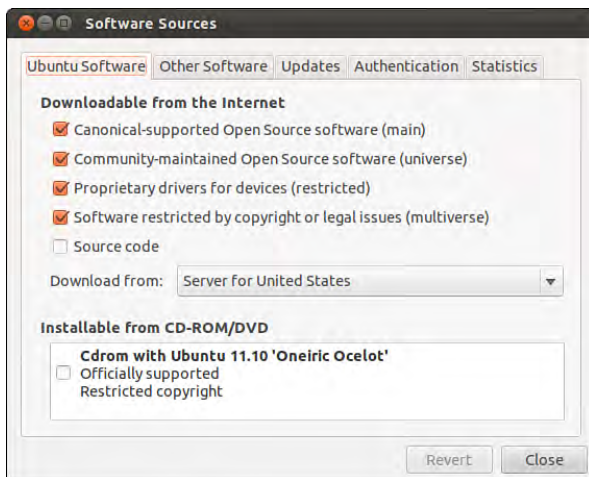 Software Sources
Ubuntu Software Other Software Updates Authentication Statistics
Downloadable from the Internet
Canonical-supported Open Source software (main)
Community-maintained Open Source software (universe)
Proprietary drivers for devices (restricted)
Software restricted by copyright or legal issues (multiverse)
Source code
Download from: Server for United States
Installable from CD-ROM/DVD
Cdrom with Ubuntu 11.10 'Oneiric Ocelot'
Officially supported
Restricted copyright
Revert Close